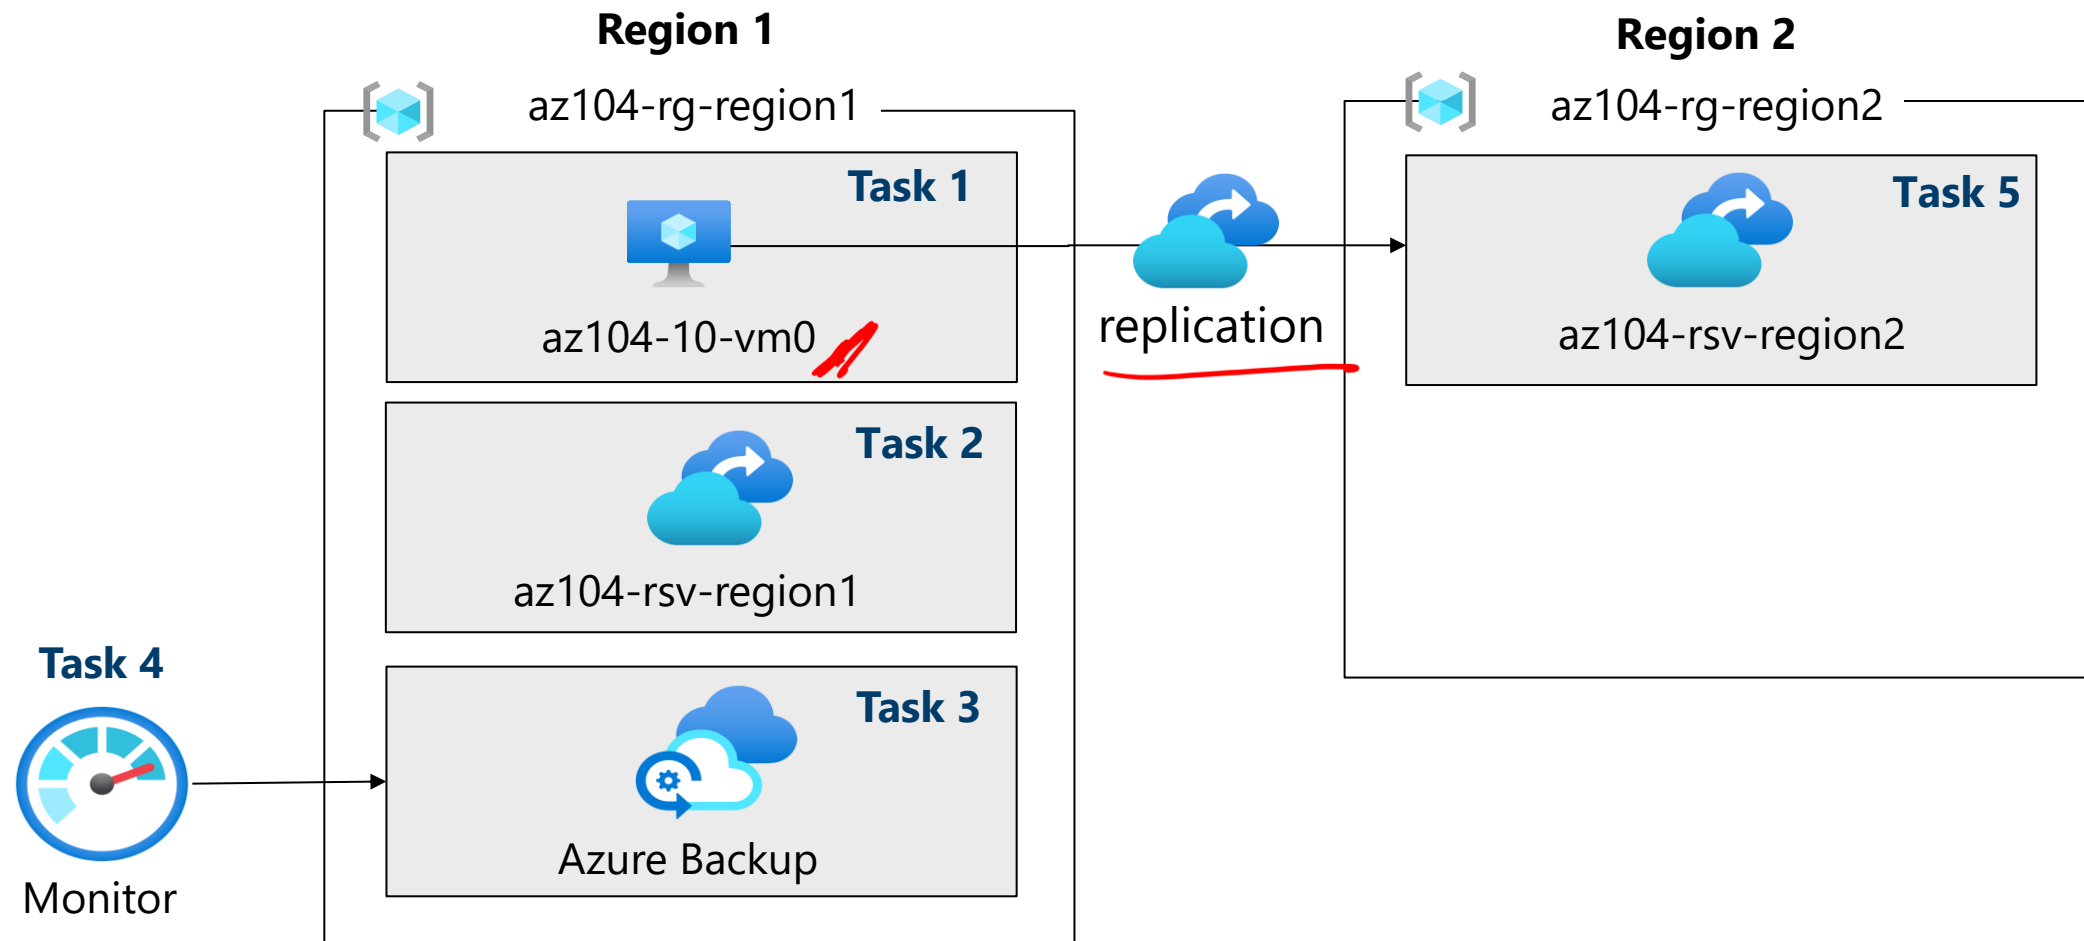 Region 1
az104-rg-region1
Task 1
az104-10-vm0
Task 2
az104-rsv-region1
Task 3
Azure Backup
Task 4
Monitor
replication
Region 2
az104-rg-region2
Task 5
az104-rsv-region2